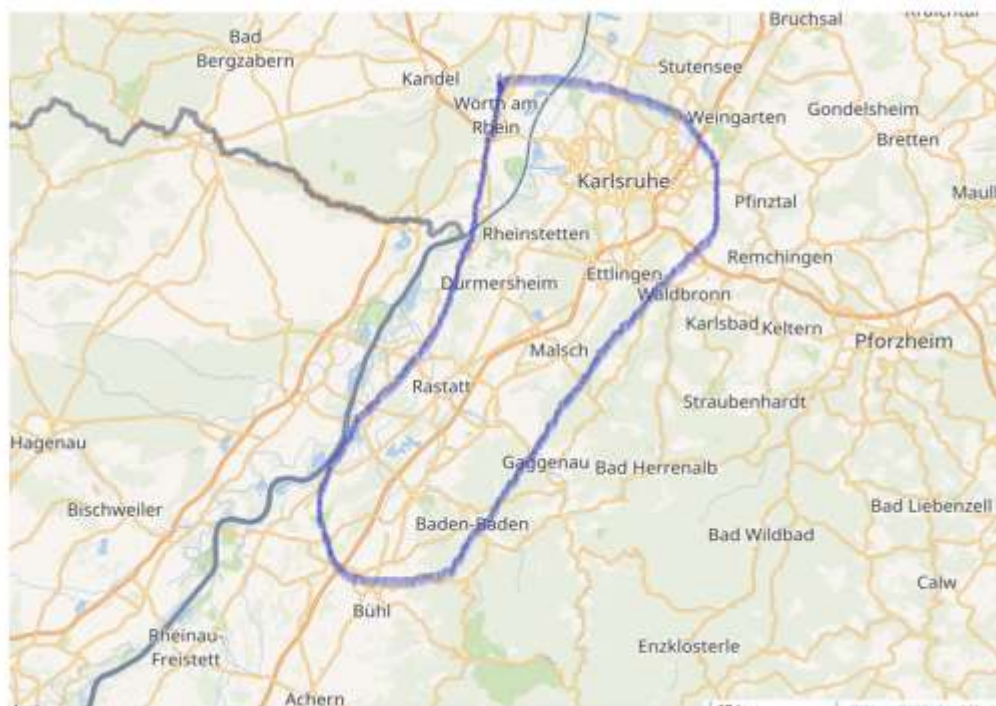 Bruchsal
Bad
Bergzabern
Stutensee
Kandel
Wörth am
Rhein
Weingarten
Gondelsheim
Bretten
Karlsruhe
Pfinztal
Rheinstetten
Remchingen
Ettlingen
Durmersheim
Waldbronn
Karlsbad
Keltern
Pforzheim
Malsch
Rastatt
Straubenhardt
Hagenau
Gaggenau
Bad Herrenalb
Bischweiler
Bad Liebenzell
Baden-Baden
Bad Wildbad
Calw
Bühl
Rheinau-
Freistett
Enzklösterle
Achern